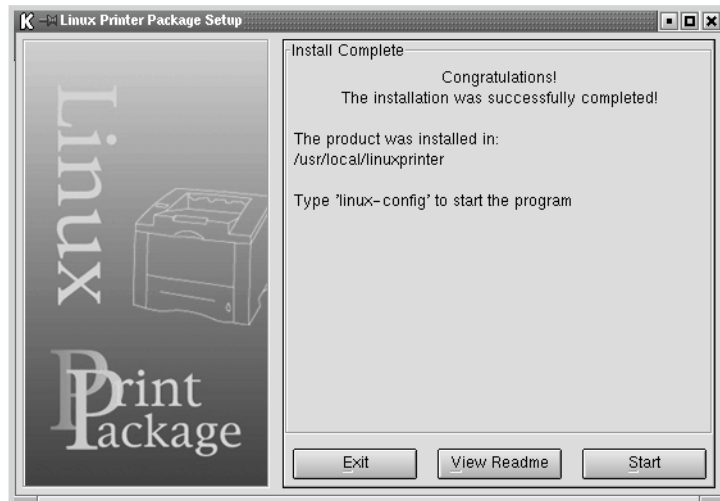 Linux Printer Package Setup
Linux
Print
Package
Install Complete
Congratulations!
The installation was successfully completed!
The product was installed in:
/usr/local/linuxprinter
Type 'linux-config' to start the program
Exit
View Readme
Start